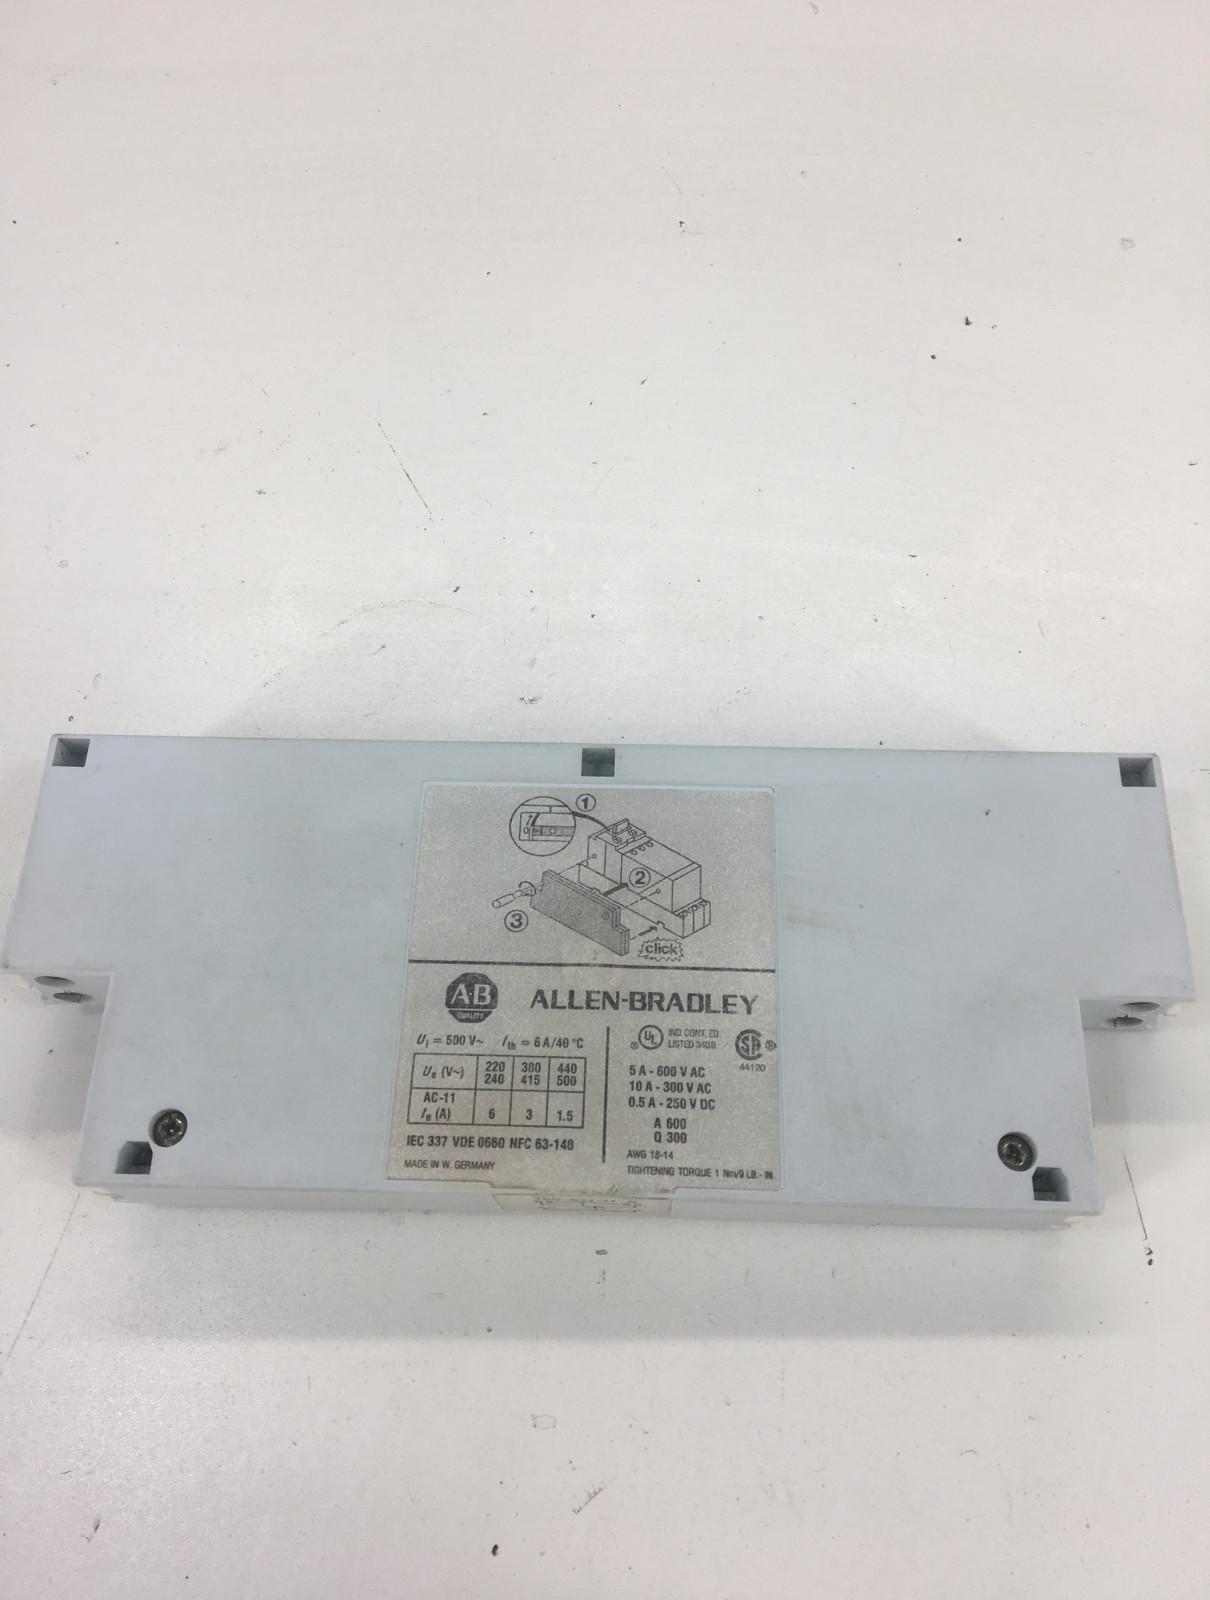 1
2
3
click
A-B
QUALITY
ALLEN-BRADLEY
Ui = 500 V~ Ith = 6 A/40 °C
Ue (V~) 220 240 380 415 440 500
AC-11
Ie (A) 6 3 1.5
IEC 337 VDE 0660 NFC 63-140
MADE IN W. GERMANY
UL ® IND. CONT. EQ.
LISTED 340B
SA ®
44120
5 A - 600 V AC
10 A - 300 V AC
0.5 A - 250 V DC
A 600
Q 300
AWG 18-14
TIGHTENING TORQUE 1 Nm/9 LB.- IN.